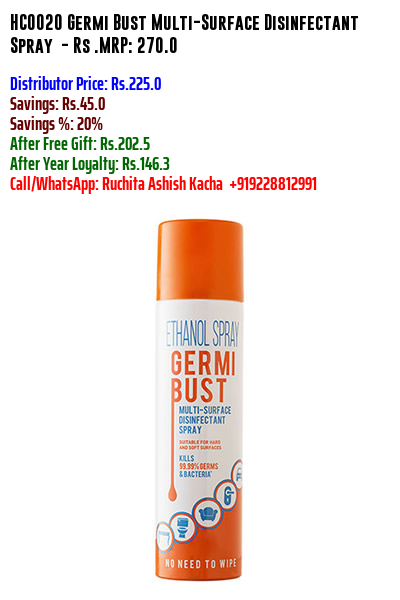 HC0020 Germi Bust Multi-Surface Disinfectant
Spray - Rs .MRP: 270.0
Distributor Price: Rs.225.0
Savings: Rs.45.0
Savings %: 20%
After Free Gift: Rs.202.5
After Year Loyalty: Rs.146.3
Call/WhatsApp: Ruchita Ashish Kacha +919228812991
ETHANOL SPRAY
GERMI
BUST
MULTI-SURFACE
DISINFECTANT
SPRAY
SUITABLE FOR HARD
AND SOFT SURFACES
KILLS
99.99% GERMS
& BACTERIA*
NO NEED TO WIPE